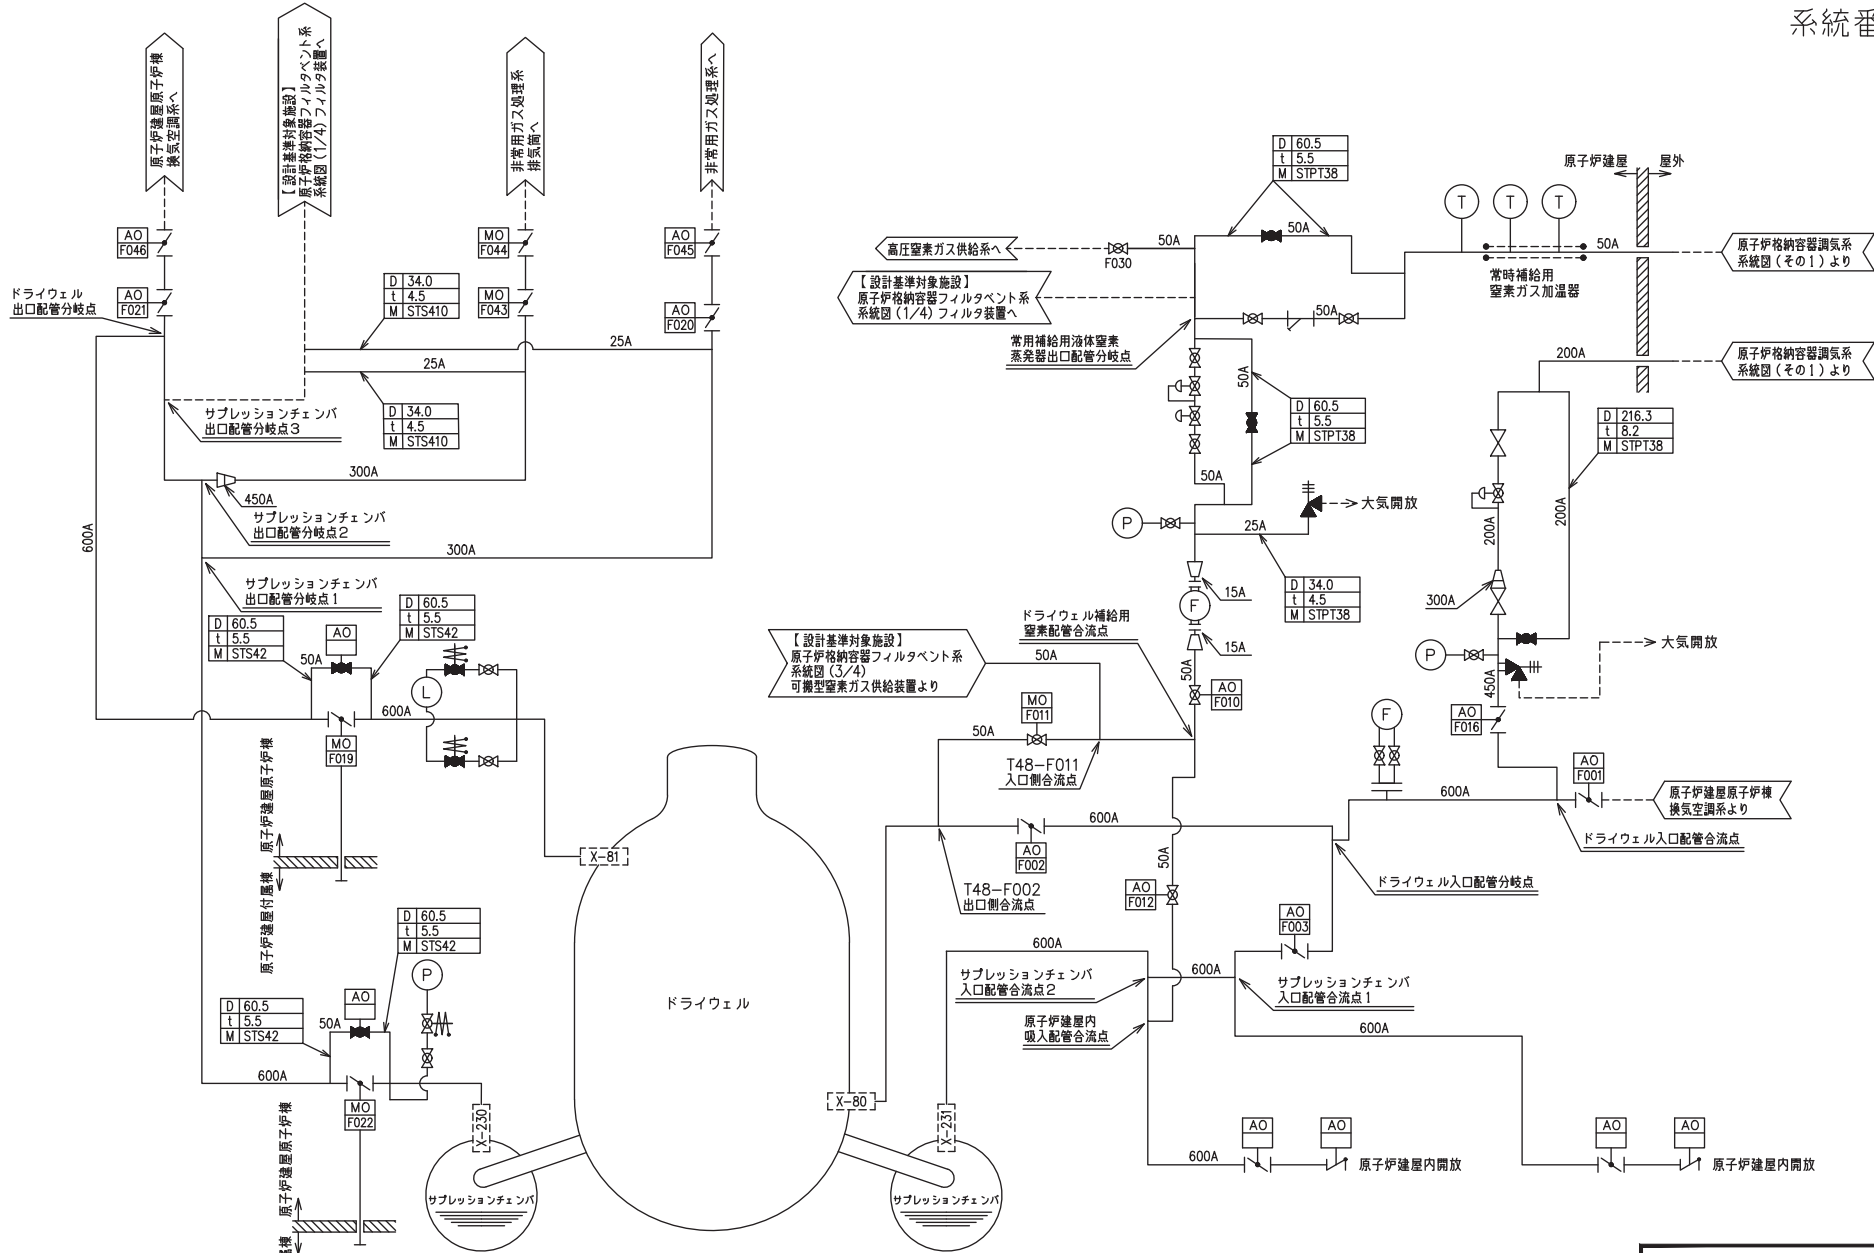 系統番
原子炉建屋原子炉棟
換気空調系へ
【設計基準対象施設】
原子炉格納容器フィルタベント系
系統図(1/4)フィルタ装置へ
非常用ガス処理系
排気筒へ
非常用ガス処理系へ
AO
F046
MO
F044
AO
F045
AO
F021
MO
F043
AO
F020
ドライウェル
出口配管分岐点
D 34.0
t 4.5
M STS410
25A
25A
D 34.0
t 4.5
M STS410
サプレッションチェンバ
出口配管分岐点3
300A
450A
サプレッションチェンバ
出口配管分岐点2
600A
300A
サプレッションチェンバ
出口配管分岐点1
D 60.5
t 5.5
M STS42
AO
50A
D 60.5
t 5.5
M STS42
L
600A
MO
F019
原子炉建屋原子炉棟
原子炉建屋付属棟
X-81
D 60.5
t 5.5
M STS42
P
D 60.5
t 5.5
M STS42
AO
50A
600A
MO
F022
原子炉建屋原子炉棟
属棟
X-230
サプレッションチェンバ
ドライウェル
X-80
X-231
サプレッションチェンバ
D 60.5
t 5.5
M STPT38
50A
高圧窒素ガス供給系へ
F030
50A
【設計基準対象施設】
原子炉格納容器フィルタベント系
系統図(1/4)フィルタ装置へ
常用補給用液体窒素
蒸発器出口配管分岐点
50A
T
T
T
原子炉建屋
屋外
50A
常時補給用
窒素ガス加温器
原子炉格納容器調気系
系統図(その1)より
200A
原子炉格納容器調気系
系統図(その1)より
50A
D 60.5
t 5.5
M STPT38
D 216.3
t 8.2
M STPT38
50A
P
25A
大気開放
D 34.0
t 4.5
M STPT38
15A
F
15A
50A
AO
F010
ドライウェル補給用
窒素配管合流点
【設計基準対象施設】
原子炉格納容器フィルタベント系
系統図(3/4)
可搬型窒素ガス供給装置より
50A
MO
F011
50A
T48-F011
入口側合流点
200A
200A
300A
P
大気開放
450A
AO
F016
F
AO
F001
600A
原子炉建屋原子炉棟
換気空調系より
ドライウェル入口配管合流点
600A
AO
F002
T48-F002
出口側合流点
50A
AO
F012
ドライウェル入口配管分岐点
AO
F003
600A
600A
サプレッションチェンバ
入口配管合流点2
サプレッションチェンバ
入口配管合流点1
原子炉建屋内
吸入配管合流点
600A
AO
AO
600A
原子炉建屋内開放
AO
AO
原子炉建屋内開放